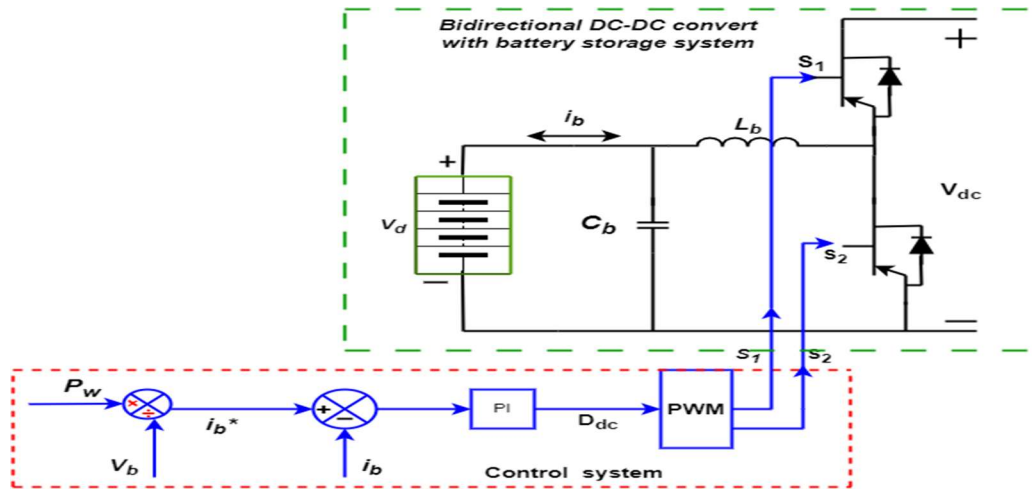 Bidirectional DC-DC convert
with battery storage system
+
S1
ib
Lb
+
Vd
Cb
Vdc
S2
—
—
S1
S2
Pw
×
÷
ib*
+
−
PI
Ddc
PWM
Vb
ib
Control system